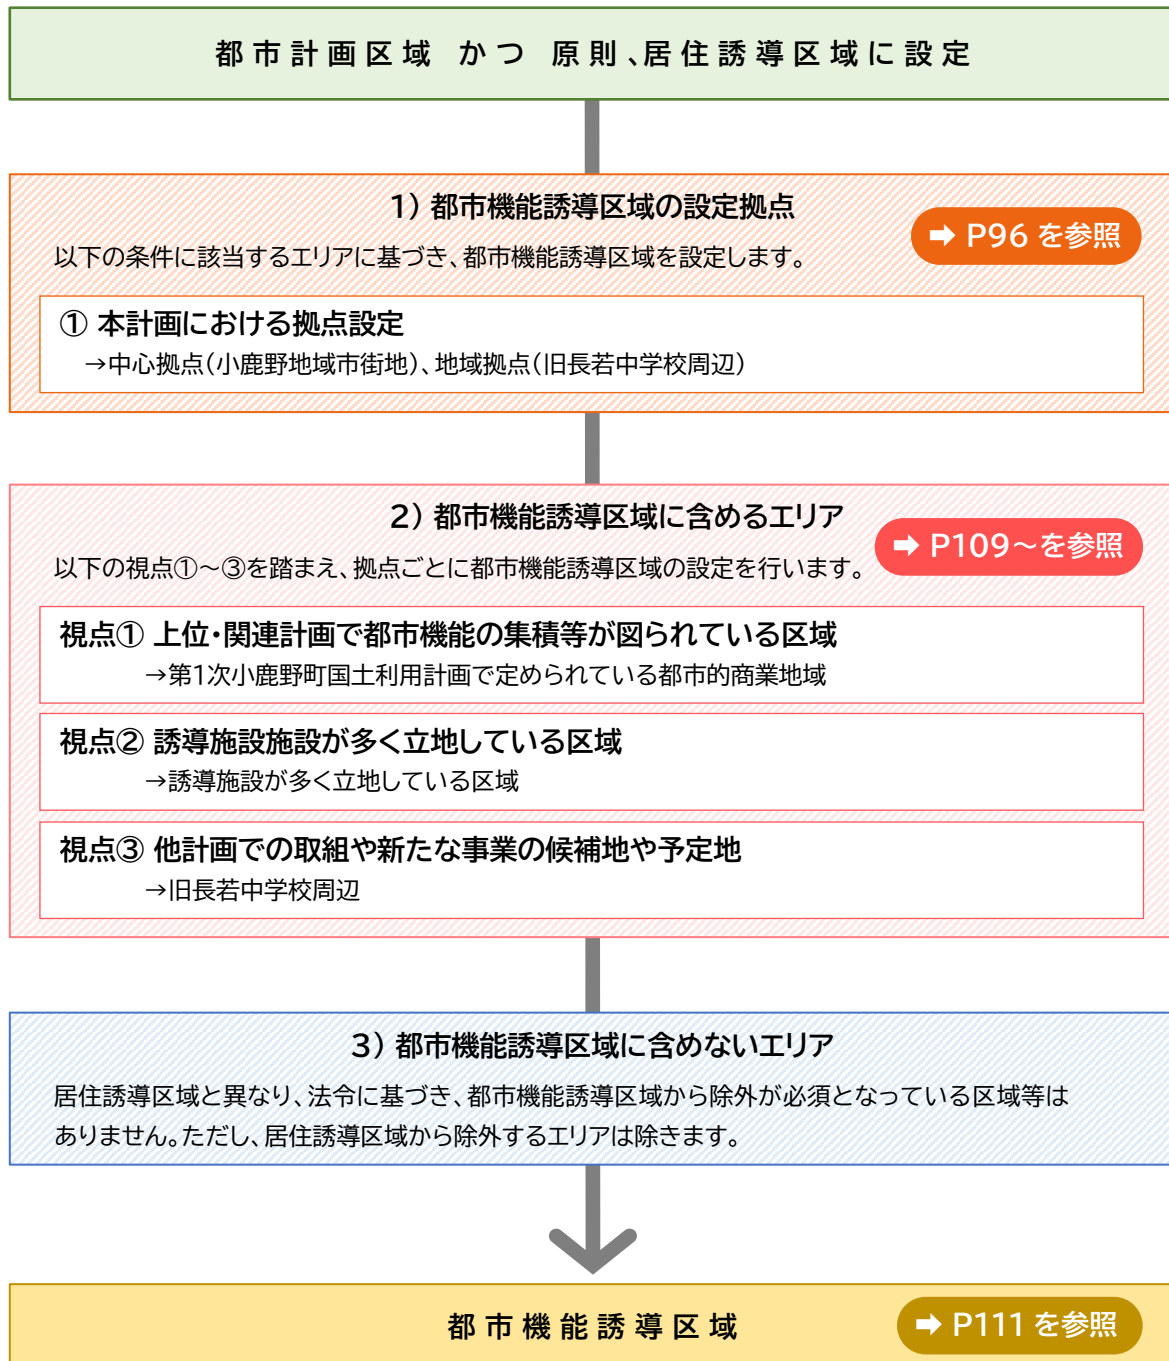 都市計画区域 かつ 原則、居住誘導区域に設定
1）都市機能誘導区域の設定拠点
➡ P96 を参照
以下の条件に該当するエリアに基づき、都市機能誘導区域を設定します。
① 本計画における拠点設定
→中心拠点（小鹿野地域市街地）、地域拠点（旧長若中学校周辺）
2）都市機能誘導区域に含めるエリア
➡ P109～を参照
以下の視点①～③を踏まえ、拠点ごとに都市機能誘導区域の設定を行います。
視点① 上位・関連計画で都市機能の集積等が図られている区域
→第1次小鹿野町国土利用計画で定められている都市的商業地域
視点② 誘導施設施設が多く立地している区域
→誘導施設が多く立地している区域
視点③ 他計画での取組や新たな事業の候補地や予定地
→旧長若中学校周辺
3）都市機能誘導区域に含めないエリア
居住誘導区域と異なり、法令に基づき、都市機能誘導区域から除外が必須となっている区域等は
ありません。ただし、居住誘導区域から除外するエリアは除きます。
都市機能誘導区域
➡ P111 を参照